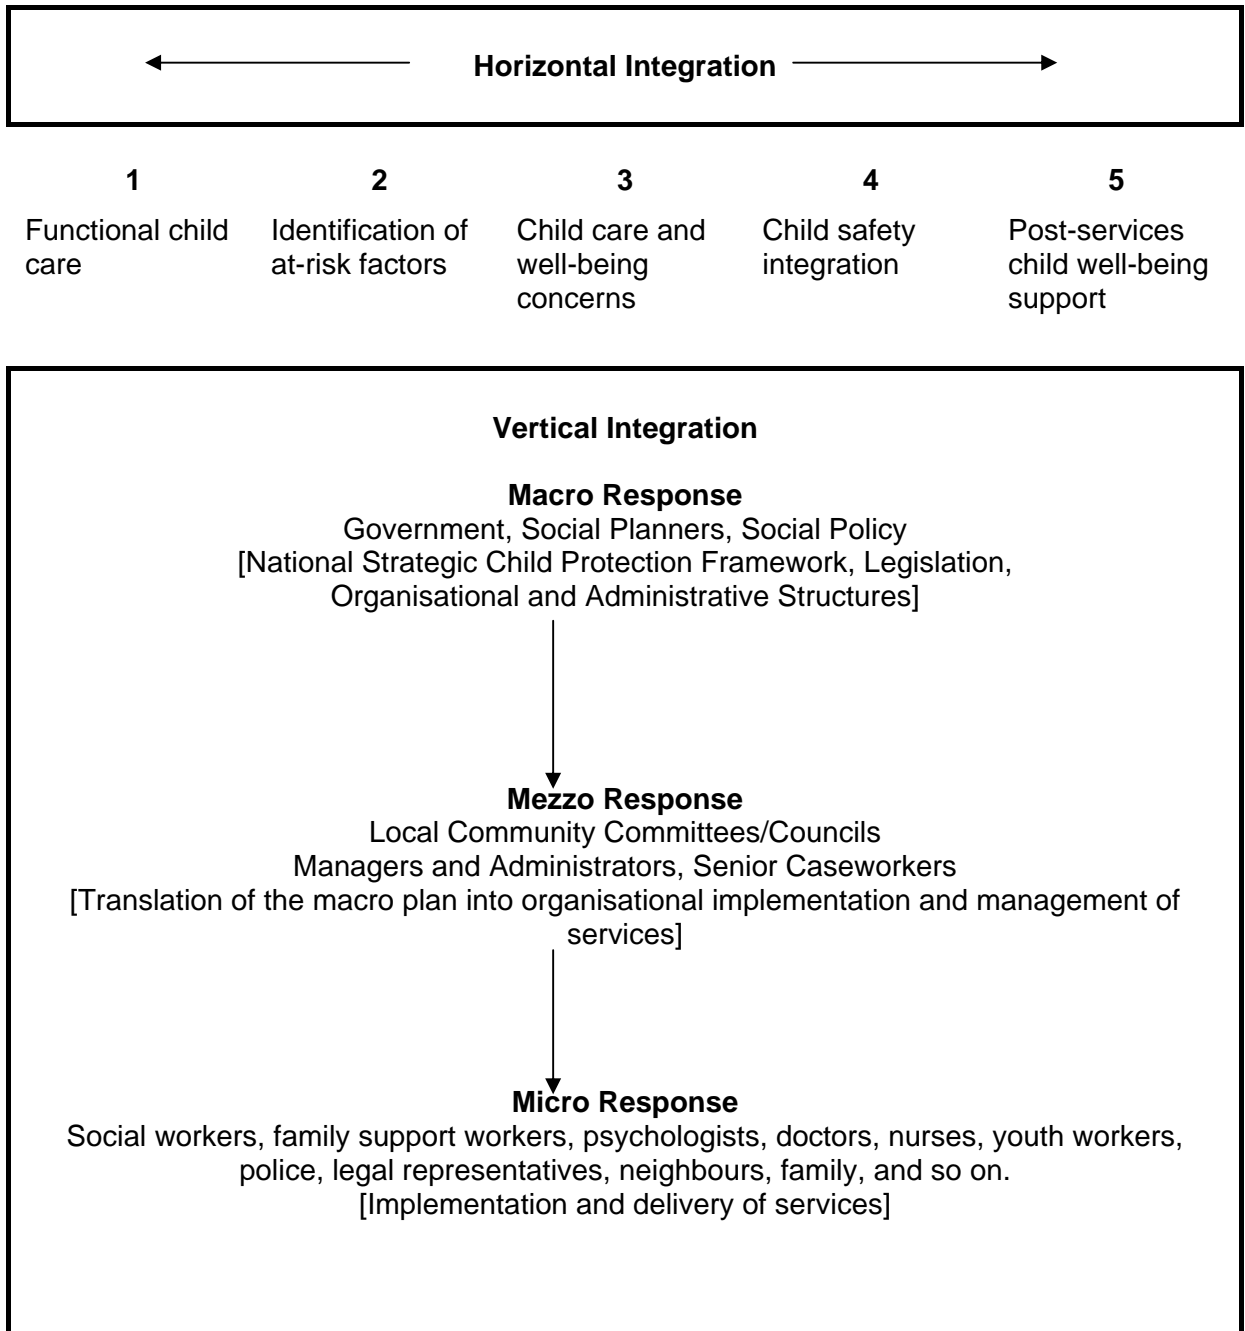 Horizontal Integration
1
2
3
4
5
Functional child
care
Identification of
at-risk factors
Child care and
well-being
concerns
Child safety
integration
Post-services
child well-being
support
Vertical Integration
Macro Response
Government, Social Planners, Social Policy
[National Strategic Child Protection Framework, Legislation,
Organisational and Administrative Structures]
Mezzo Response
Local Community Committees/Councils
Managers and Administrators, Senior Caseworkers
[Translation of the macro plan into organisational implementation and management of
services]
Micro Response
Social workers, family support workers, psychologists, doctors, nurses, youth workers,
police, legal representatives, neighbours, family, and so on.
[Implementation and delivery of services]